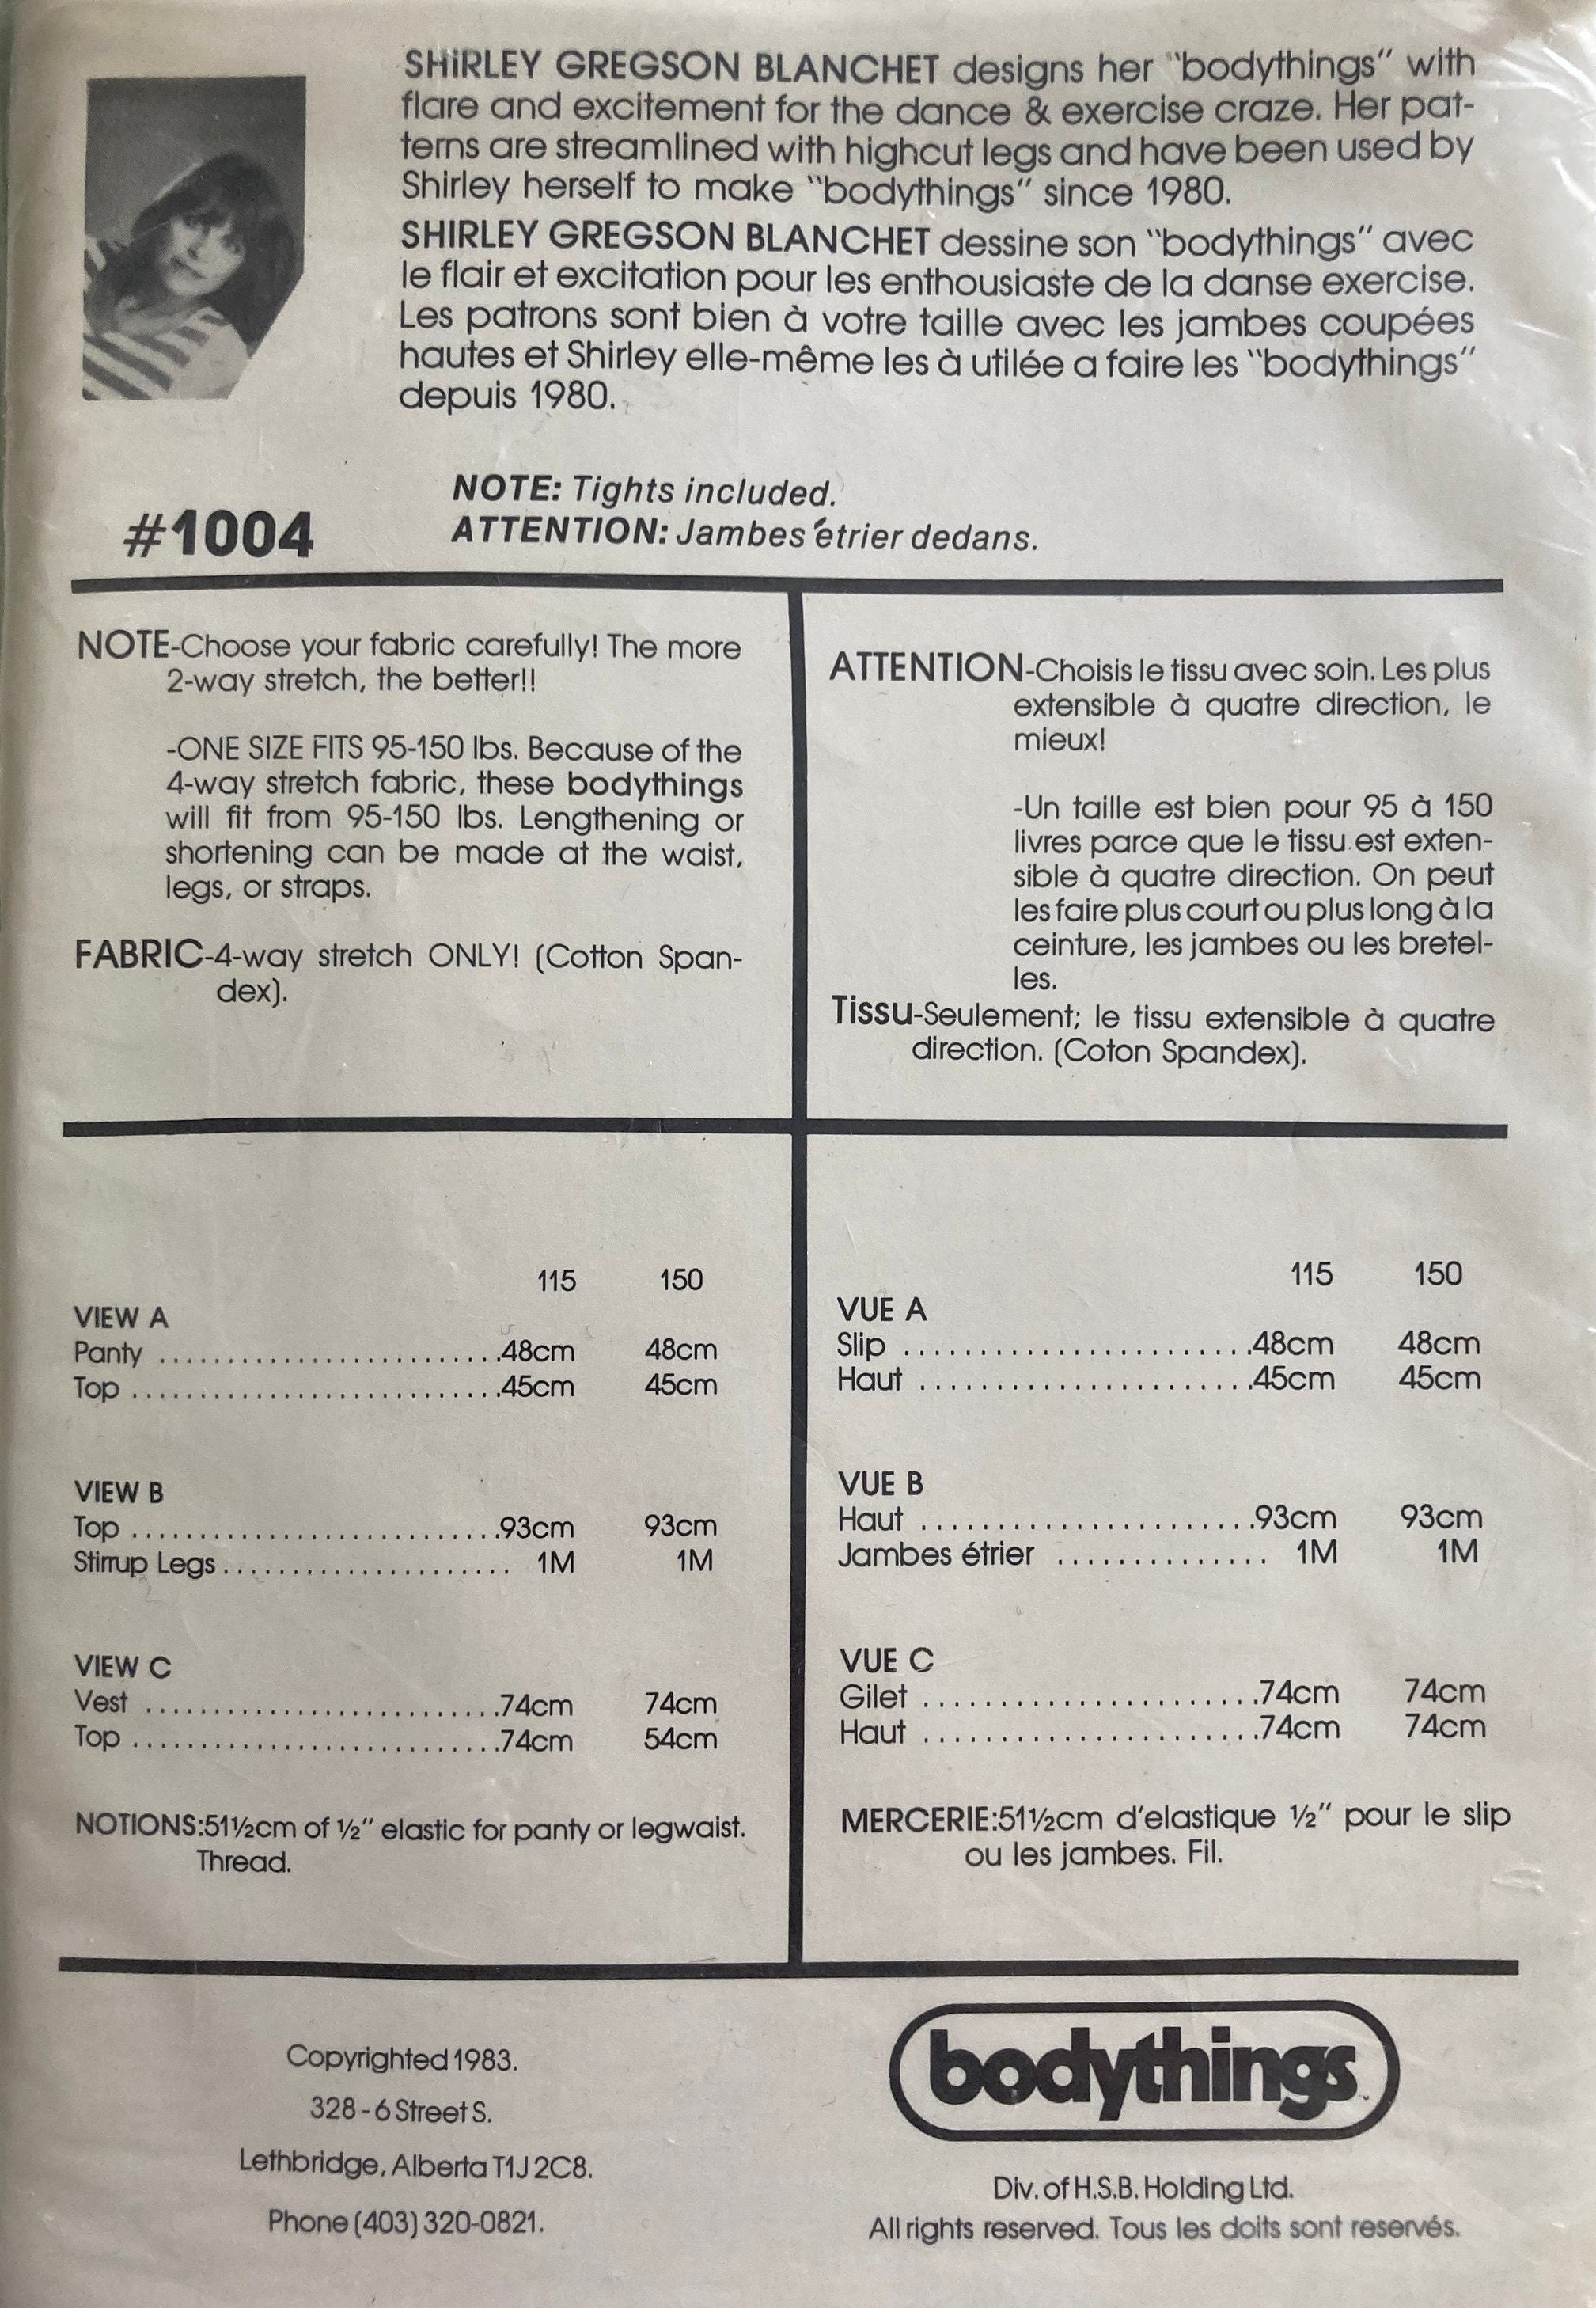 SHiRLEY GREGSON BLANCHET designs her "bodythings" with
flare and excitement for the dance & exercise craze. Her pat-
terns are streamlined with highcut legs and have been used by
Shirley herself to make "bodythings" since 1980.
SHIRLEY GREGSON BLANCHET dessine son "bodythings" avec
le flair et excitation pour les enthousiaste de la danse exercise.
Les patrons sont bien à votre taille avec les jambes coupées
hautes et Shirley elle-même les à utilée a faire les "bodythings"
depuis 1980.
NOTE: Tights included.
ATTENTION: Jambes étrier dedans.
#1004
NOTE-Choose your fabric carefully! The more
2-way stretch, the better!!
-ONE SIZE FITS 95-150 lbs. Because of the
4-way stretch fabric, these bodythings
will fit from 95-150 lbs. Lengthening or
shortening can be made at the waist,
legs, or straps.
FABRIC-4-way stretch ONLY! (Cotton Span-
dex).
ATTENTION-Choisis le tissu avec soin. Les plus
extensible à quatre direction, le
mieux!
-Un taille est bien pour 95 à 150
livres parce que le tissu est exten-
sible à quatre direction. On peut
les faire plus court ou plus long à la
ceinture, les jambes ou les bretel-
les.
Tissu-Seulement; le tissu extensible à quatre
direction. (Coton Spandex).
115 150
VIEW A
Panty ..........................48cm 48cm
Top ............................45cm 45cm
VIEW B
Top ............................93cm 93cm
Stirrup Legs..................... 1M 1M
VIEW C
Vest ...........................74cm 74cm
Top ............................74cm 54cm
NOTIONS:51½cm of ½" elastic for panty or legwaist.
Thread.
115 150
VUE A
Slip ........................48cm 48cm
Haut .......................45cm 45cm
VUE B
Haut .......................93cm 93cm
Jambes étrier .............. 1M 1M
VUE C
Gilet .......................74cm 74cm
Haut .......................74cm 74cm
MERCERIE:51½cm d'elastique ½" pour le slip
ou les jambes. Fil.
Copyrighted 1983.
328-6 Street S.
Lethbridge, Alberta T1J 2C8.
Phone (403) 320-0821.
bodythings
Div. of H.S.B. Holding Ltd.
All rights reserved. Tous les doits sont reservés.